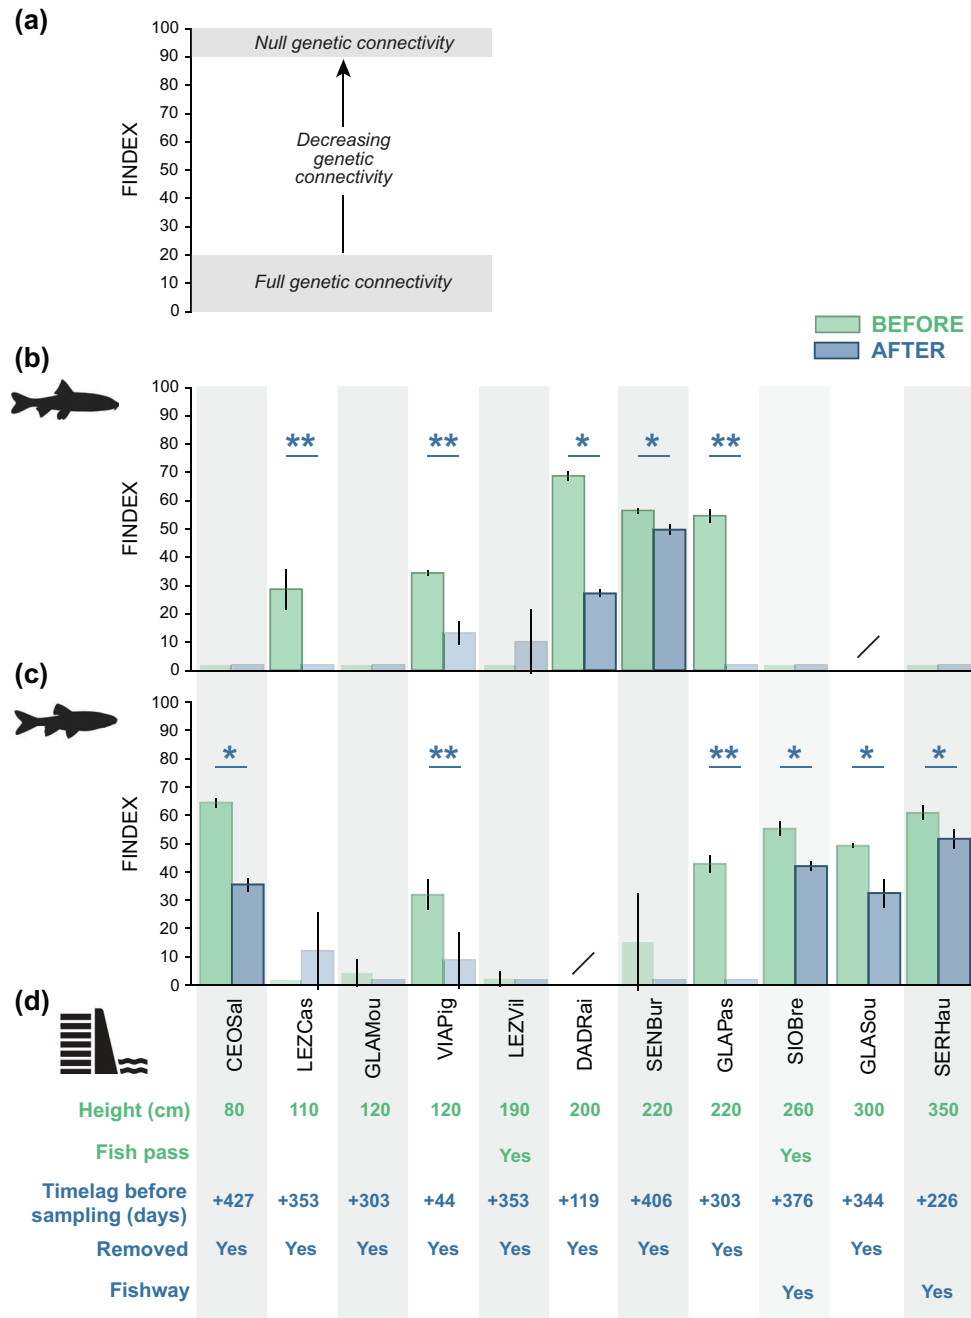 (a)
100
90
80
70
60
50
40
30
20
10
0
FINDEX
Null genetic connectivity
Decreasing
genetic
connectivity
Full genetic connectivity
BEFORE
AFTER
(b)
100
90
80
70
60
50
40
30
20
10
0
FINDEX
** ** * * **
(c)
100
90
80
70
60
50
40
30
20
10
0
FINDEX
* ** ** * * *
(d)
CEOSal LEZCas GLAMou VIAPig LEZVil DADRai SENBur GLAPas SIOBre GLASou SERHau
Height (cm) 80 110 120 120 190 200 220 220 260 300 350
Fish pass Yes Yes
Timelag before
sampling (days) +427 +353 +303 +44 +353 +119 +406 +303 +376 +344 +226
Removed Yes Yes Yes Yes Yes Yes Yes Yes Yes
Fishway Yes Yes